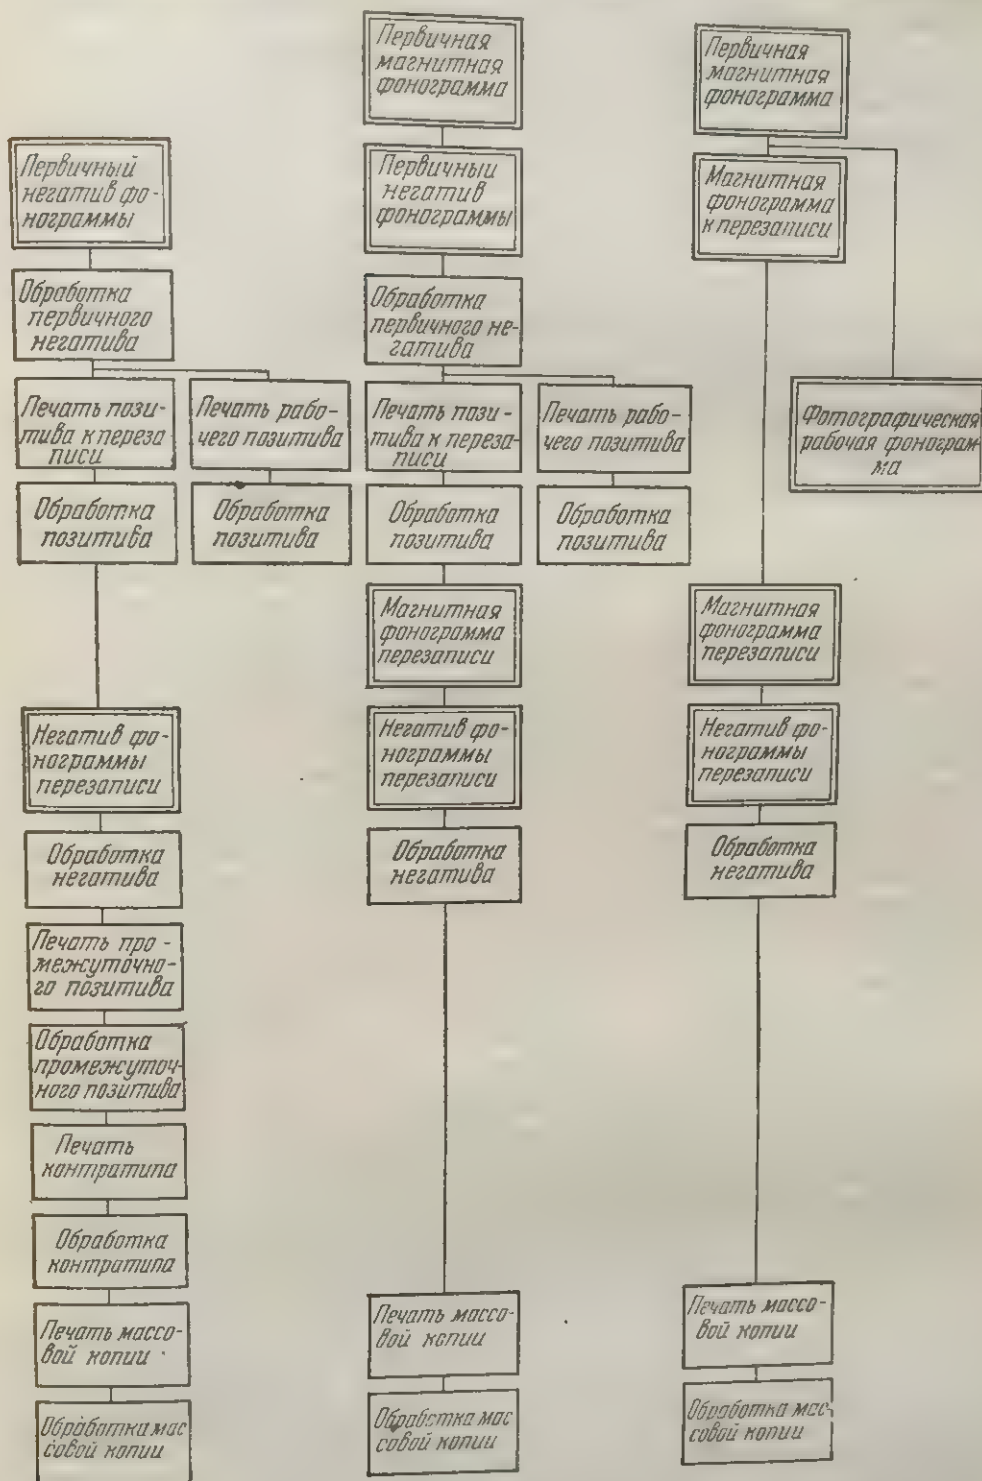 Первичный
негатив фо-
нограммы
Обработка
первичного
негатива
Печать пози-
тива к переза
писи
Обработка
позитива
Печать рабо-
чего позитива
Обработка
позитива
Негатив фо-
нограммы
перезаписи
Обработка
негатива
Печать про-
межуточно-
го позитива
Обработка
промежуточ-
ного позитива
Печать
контратипа
Обработка
контратипа
Печать массо-
вой копии
Обработка мас
совой копии
Первичная
магнитная
фонограмма
Первичный
негатив
фонограммы
Обработка
первичного не-
гатива
Печать пози-
тива к переза-
писи
Обработка
позитива
Печать рабо-
чего позитива
Обработка
позитива
Магнитная
фонограмма
перезаписи
Негатив фо-
нограммы
перезаписи
Обработка
негатива
Печать массо-
вой копии
Обработка мас
совой копии
Первичная
магнитная
фонограмма
Магнитная
фонограмма
к перезаписи
Фотографическая
рабочая фонограм-
ма
Магнитная
фонограмма
перезаписи
Негатив фо-
нограммы
перезаписи
Обработка
негатива
Печать массо-
вой копии
Обработка мас-
совой копии